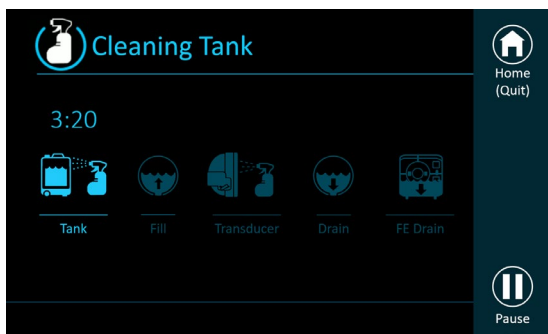 Cleaning Tank
Home
(Quit)
3:20
Tank
Fill
Transducer
Drain
FE Drain
Pause